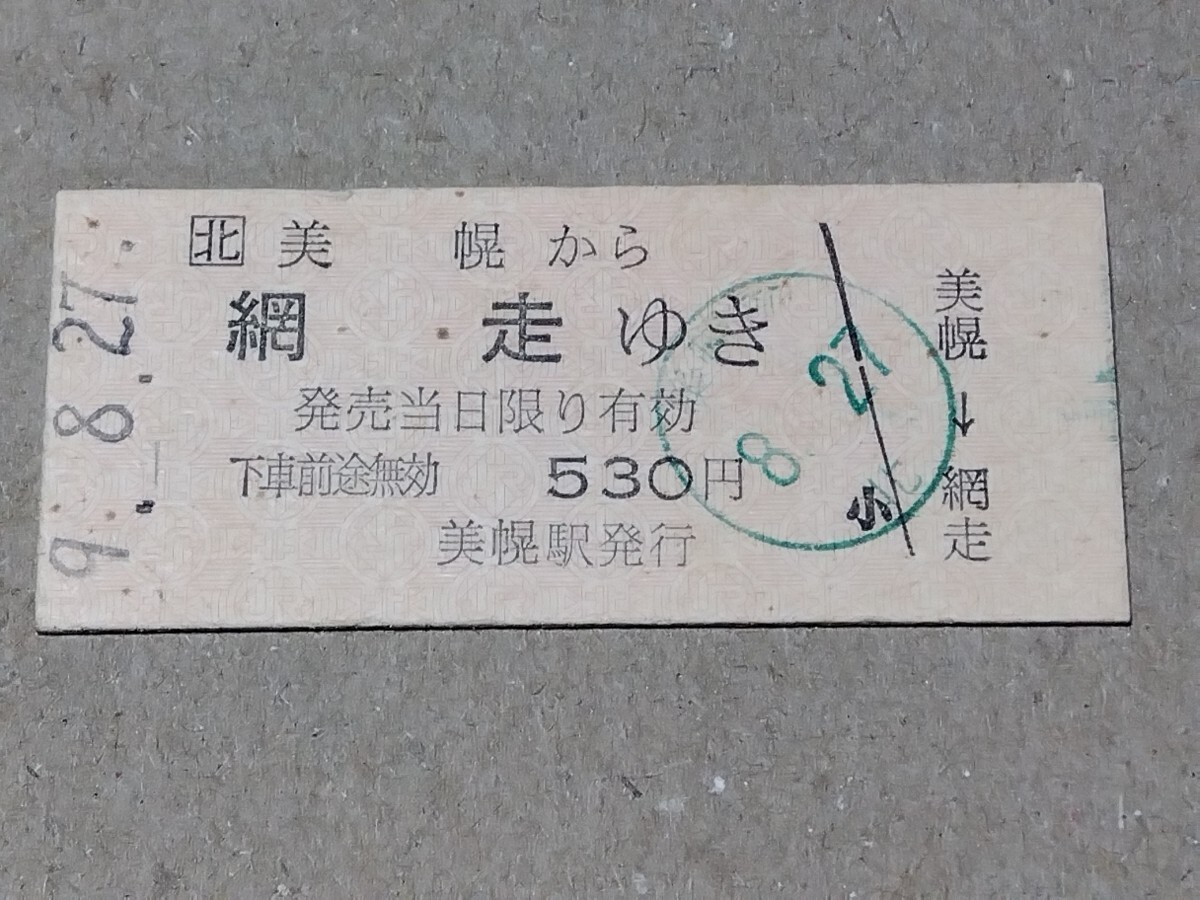 9.-8.27.
北 美 幌 から
網 走 ゆき
発売当日限り有効
下車前途無効 530円
美幌駅発行
小
美幌→網走
8 27